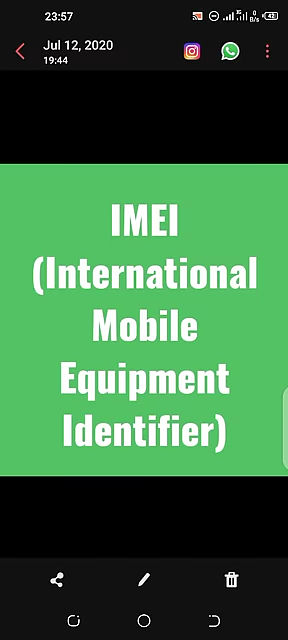 23:57
Jul 12, 2020
19:44
IMEI
(International
Mobile
Equipment
Identifier)